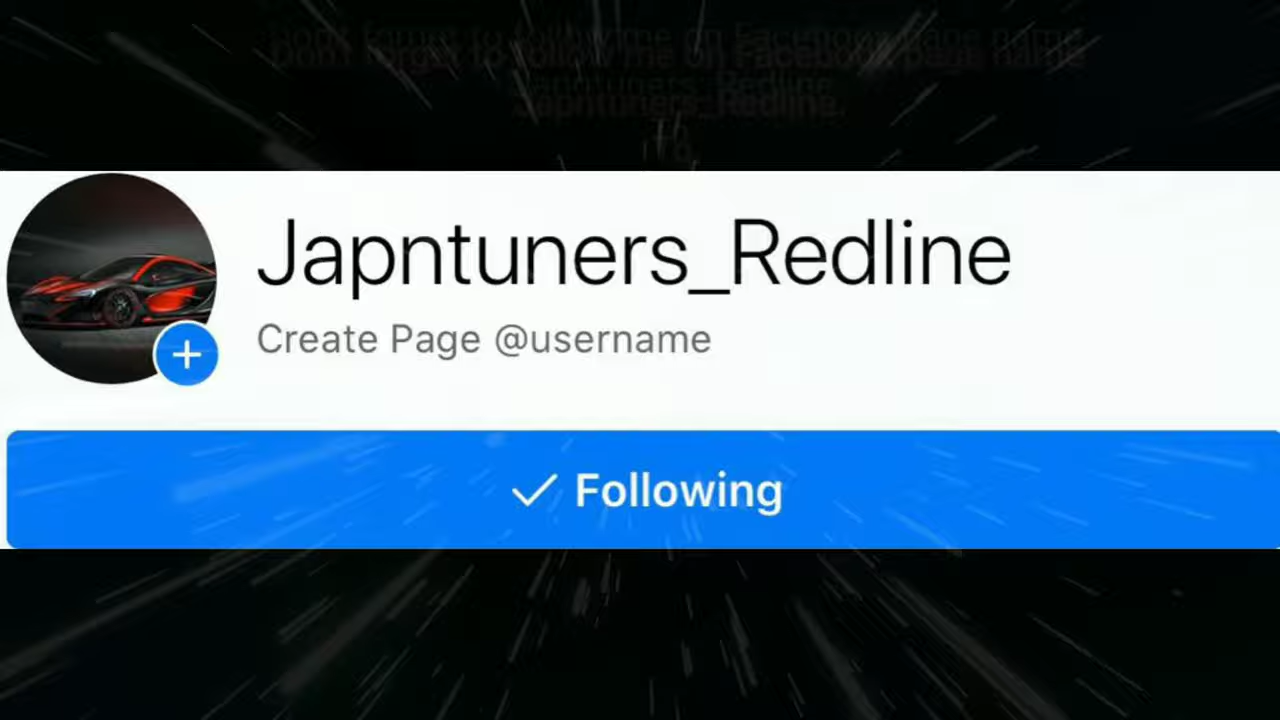 Dont forget to follow me on Facebook page name
Japntuners_Redline.
Japntuners_Redline
Create Page @username
Following